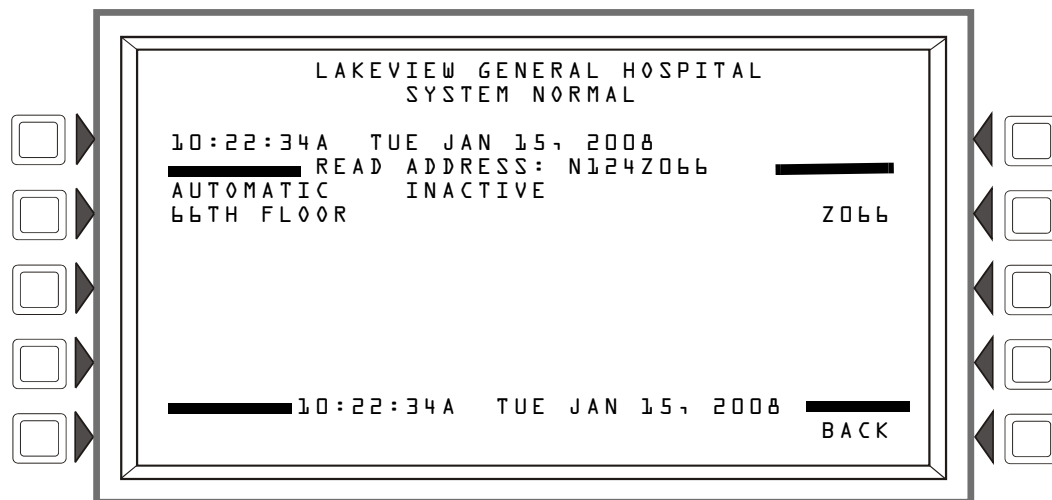 LAKEVIEW GENERAL HOSPITAL
SYSTEM NORMAL
10:22:34A TUE JAN 15, 2008
READ ADDRESS: N124Z066
AUTOMATIC INACTIVE
66TH FLOOR Z066
10:22:34A TUE JAN 15, 2008
BACK